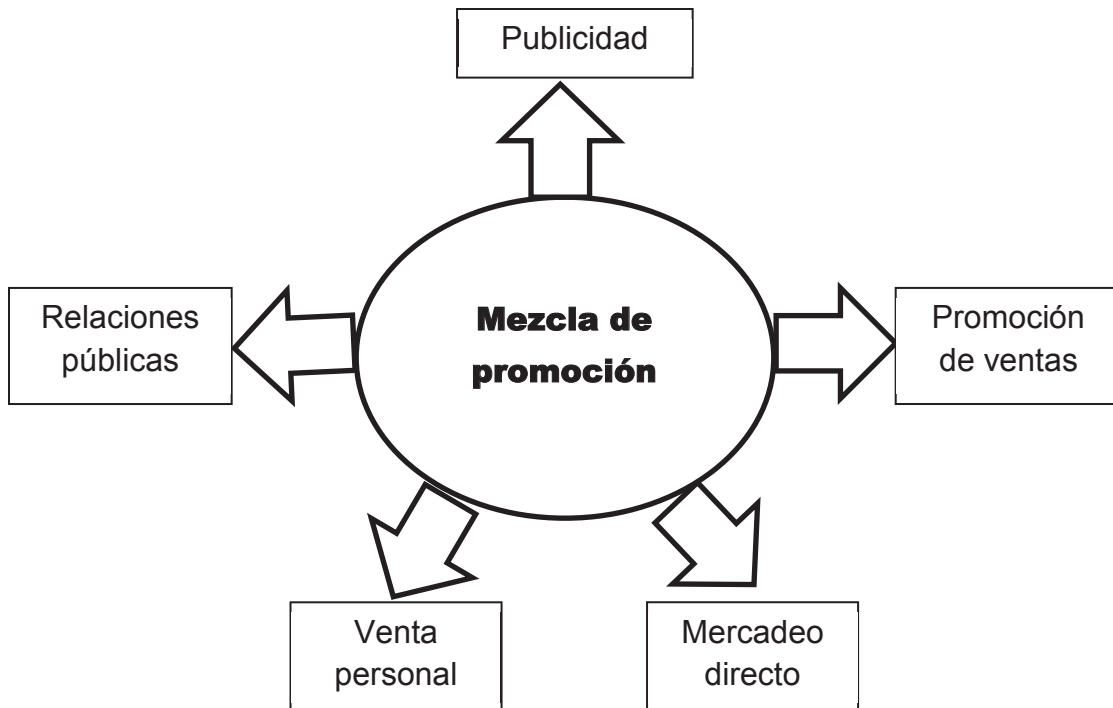 Publicidad
Relaciones
públicas
Mezcla de
promoción
Promoción
de ventas
Venta
personal
Mercadeo
directo